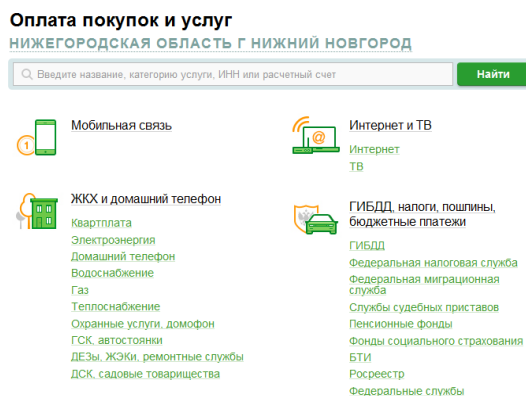 Оплата покупок и услуг
НИЖЕГОРОДСКАЯ ОБЛАСТЬ Г НИЖНИЙ НОВГОРОД
Введите название, категорию услуги, ИНН или расчетный счет
Найти
1
Мобильная связь
ЖКХ и домашний телефон
Квартплата
Электроэнергия
Домашний телефон
Водоснабжение
Газ
Теплоснабжение
Охранные услуги, домофон
ГСК, автостоянки
ДЕЗы, ЖЭКи, ремонтные службы
ДСК, садовые товарищества
@
Интернет и ТВ
Интернет
ТВ
ГИБДД, налоги, пошлины,
бюджетные платежи
ГИБДД
Федеральная налоговая служба
Федеральная миграционная
служба
Службы судебных приставов
Пенсионные фонды
Фонды социального страхования
БТИ
Росреестр
Федеральные службы